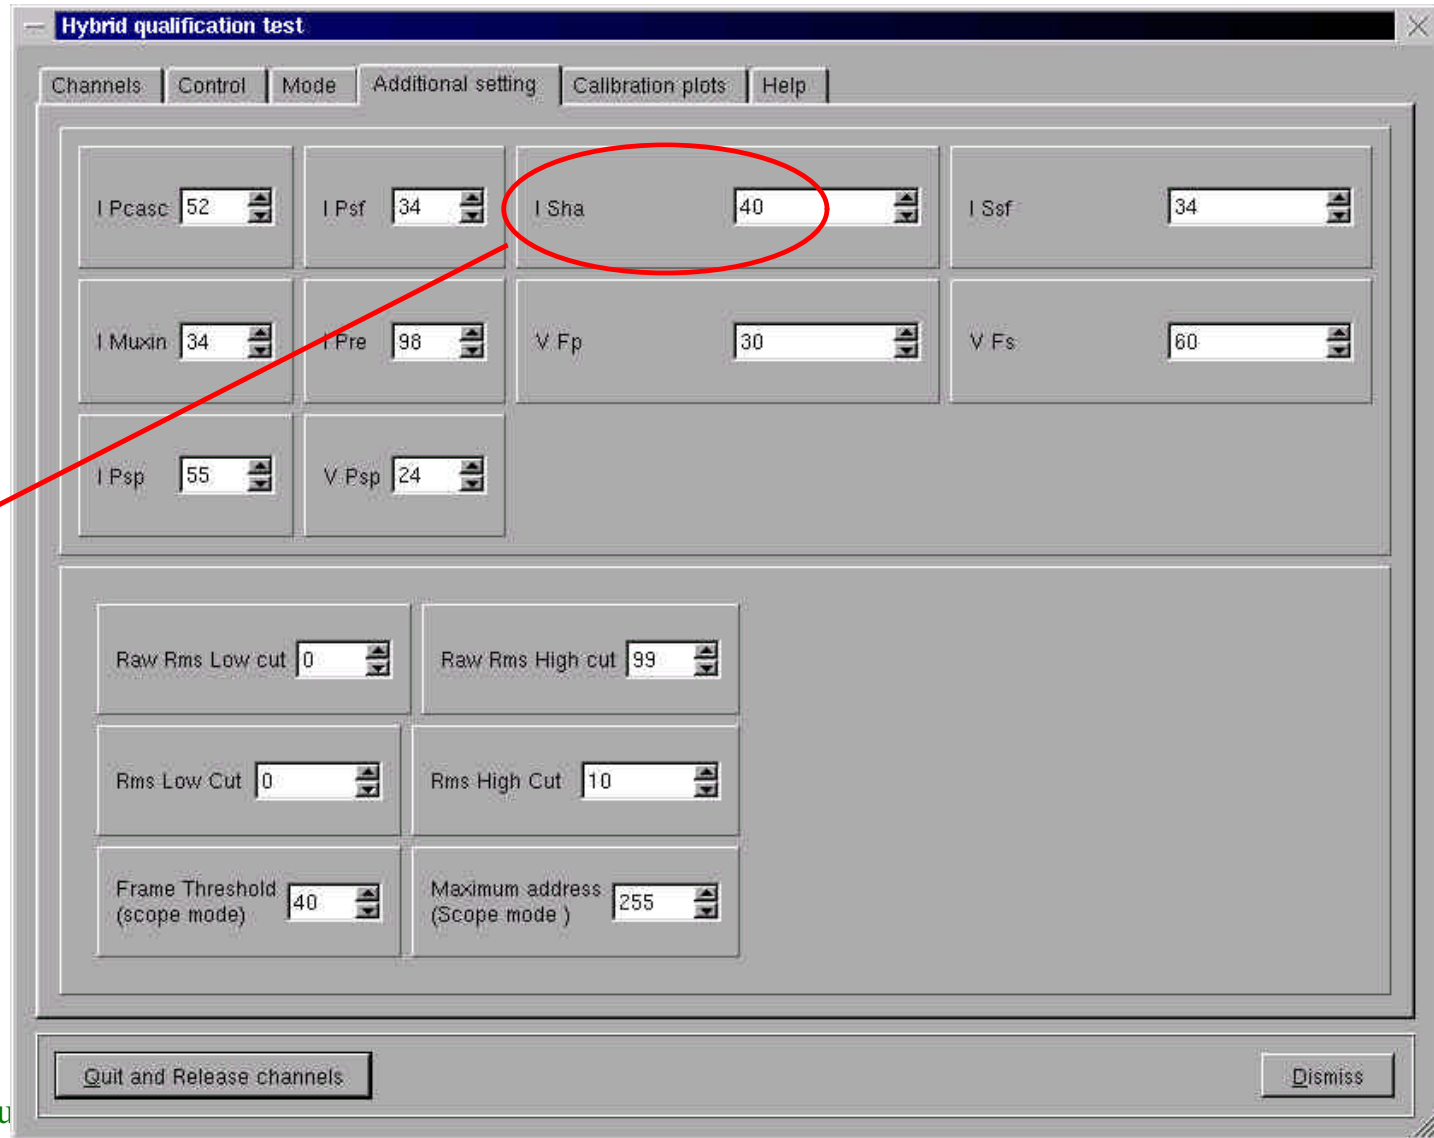 Hybrid qualification test
Channels Control Mode Additional setting Calibration plots Help
I Pcasc 52 I Psf 34 I Sha 40 I Ssf 34
I Muxin 34 I Pre 98 V Fp 30 V Fs 60
I Psp 55 V Psp 24
Raw Rms Low cut 0 Raw Rms High cut 99
Rms Low Cut 0 Rms High Cut 10
Frame Threshold
(scope mode) 40
Maximum address
(Scope mode ) 255
Quit and Release channels Dismiss
u